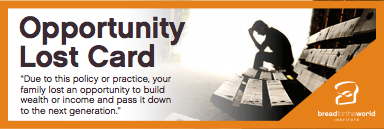 Opportunity
Lost Card
"Due to this policy or practice, your
family lost an opportunity to build
wealth or income and pass it down
to the next generation."
breadfortheworld
INSTITUTE